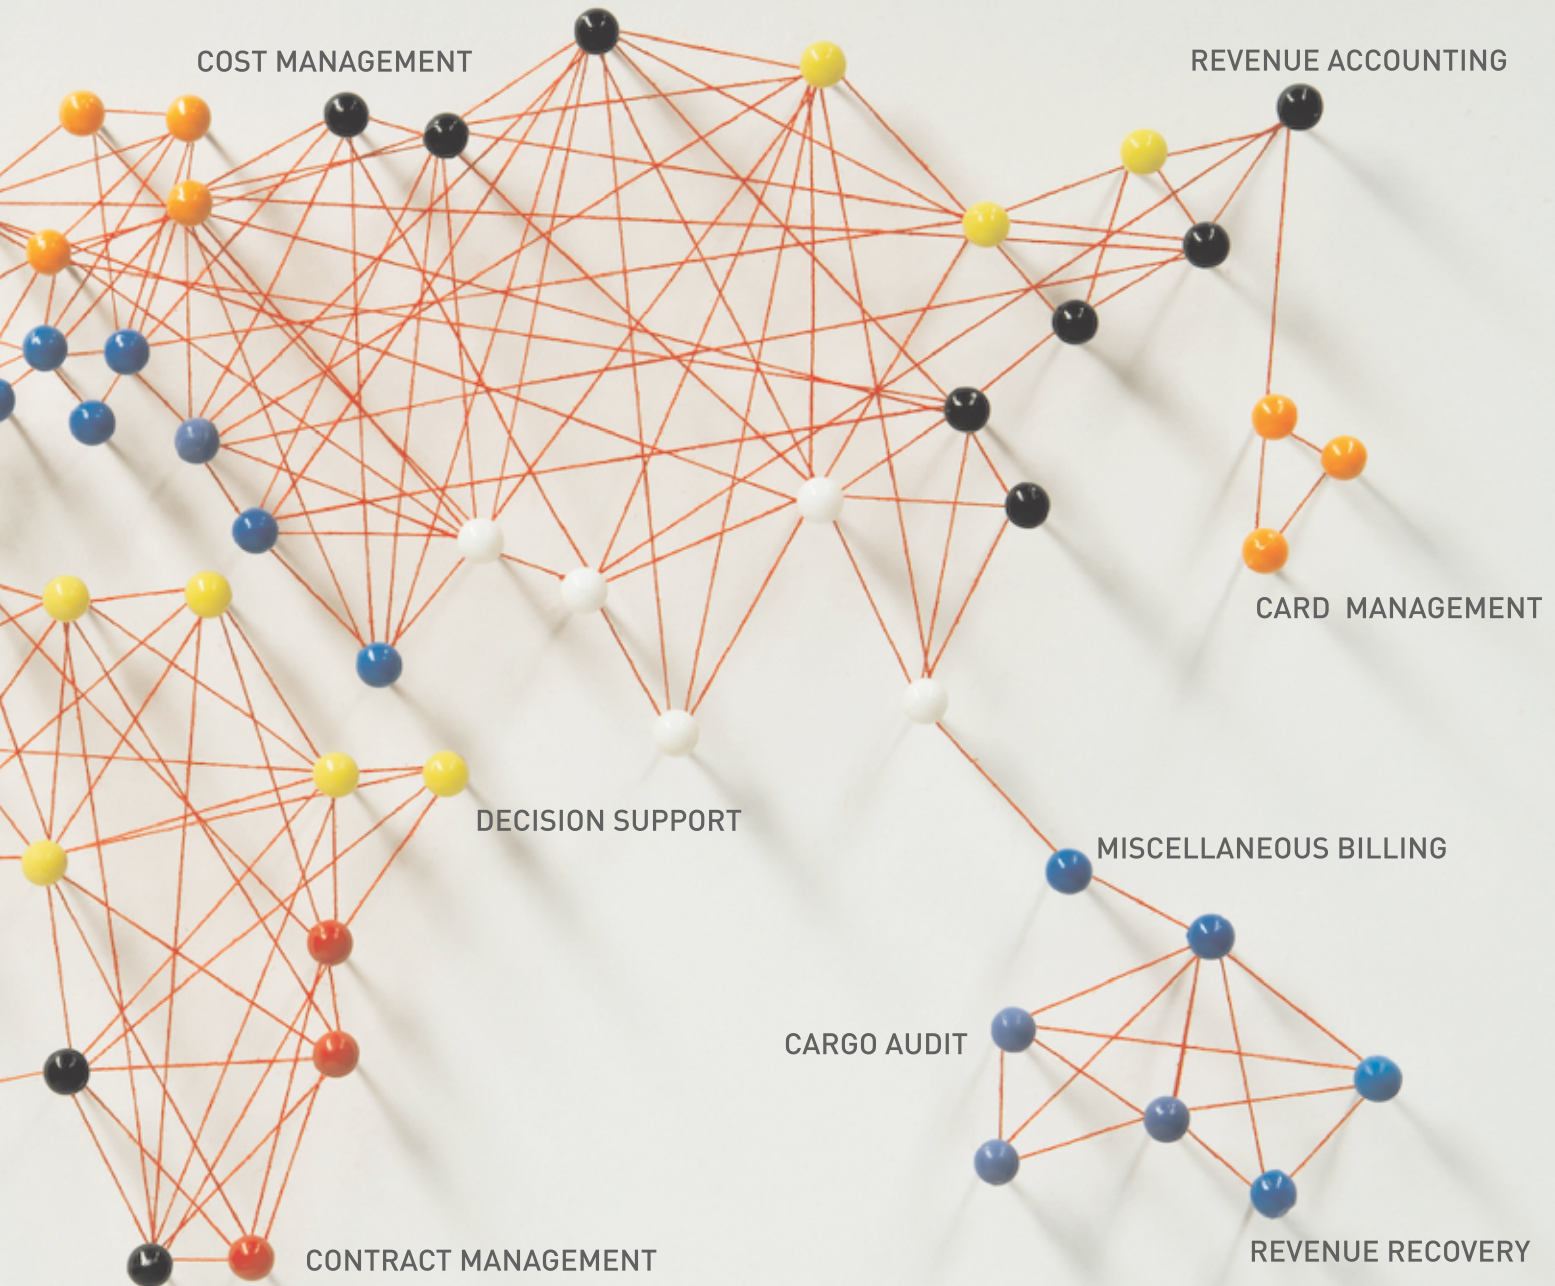 COST MANAGEMENT
REVENUE ACCOUNTING
CARD MANAGEMENT
DECISION SUPPORT
MISCELLANEOUS BILLING
CARGO AUDIT
CONTRACT MANAGEMENT
REVENUE RECOVERY